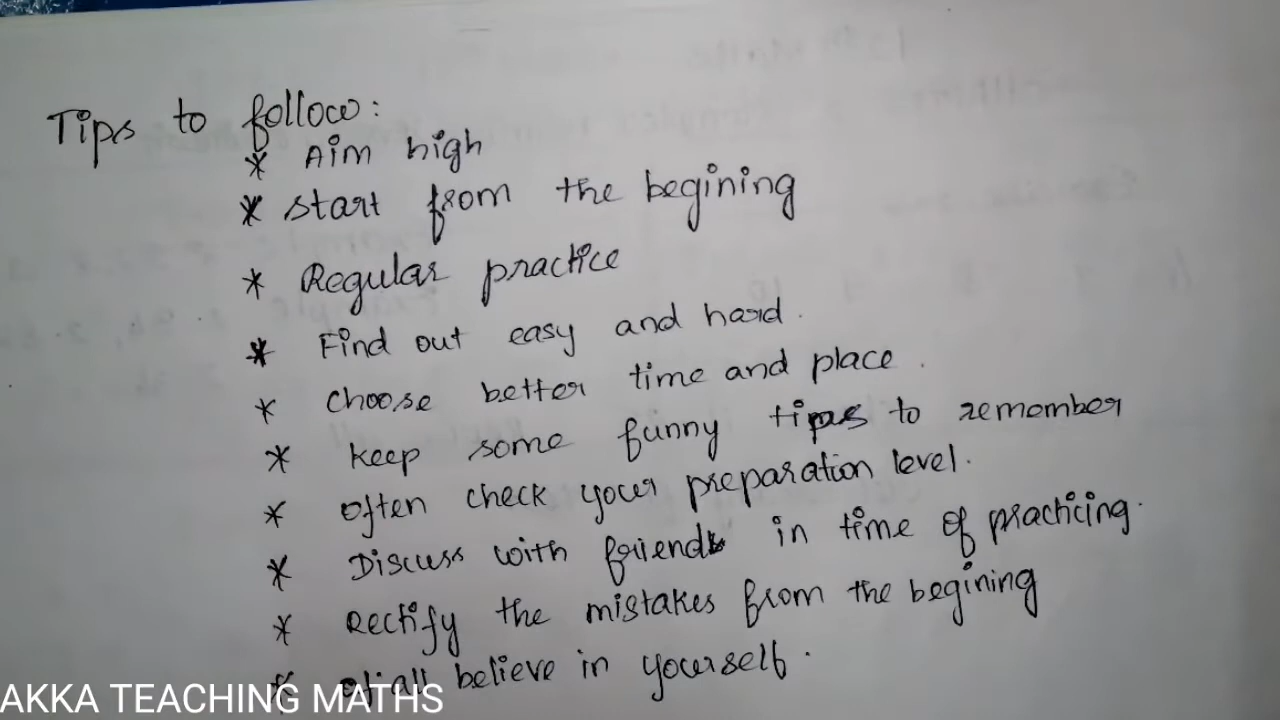 Tips to follow:
* Aim high
* start from the begining
* Regular practice
* Find out easy and hard.
* choose better time and place.
* keep some funny tips to remember
* often check your preparation level.
* Discuss with friends in time of practicing.
* Rectify the mistakes from the begining
* of all believe in yourself.
AKKA TEACHING MATHS